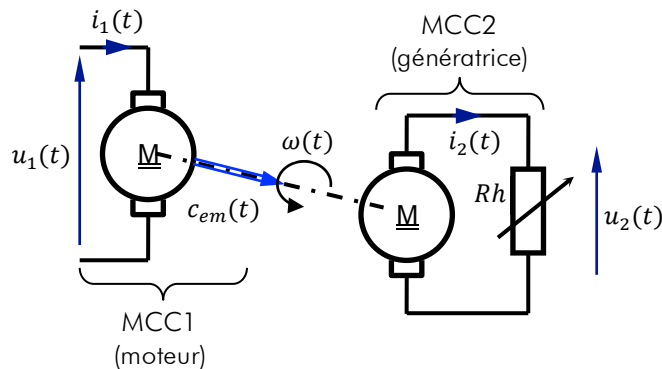 MCC2
(génératrice)
i₁(t)
u₁(t)
M
ω(t)
c_em(t)
i₂(t)
M
Rh
u₂(t)
MCC1
(moteur)